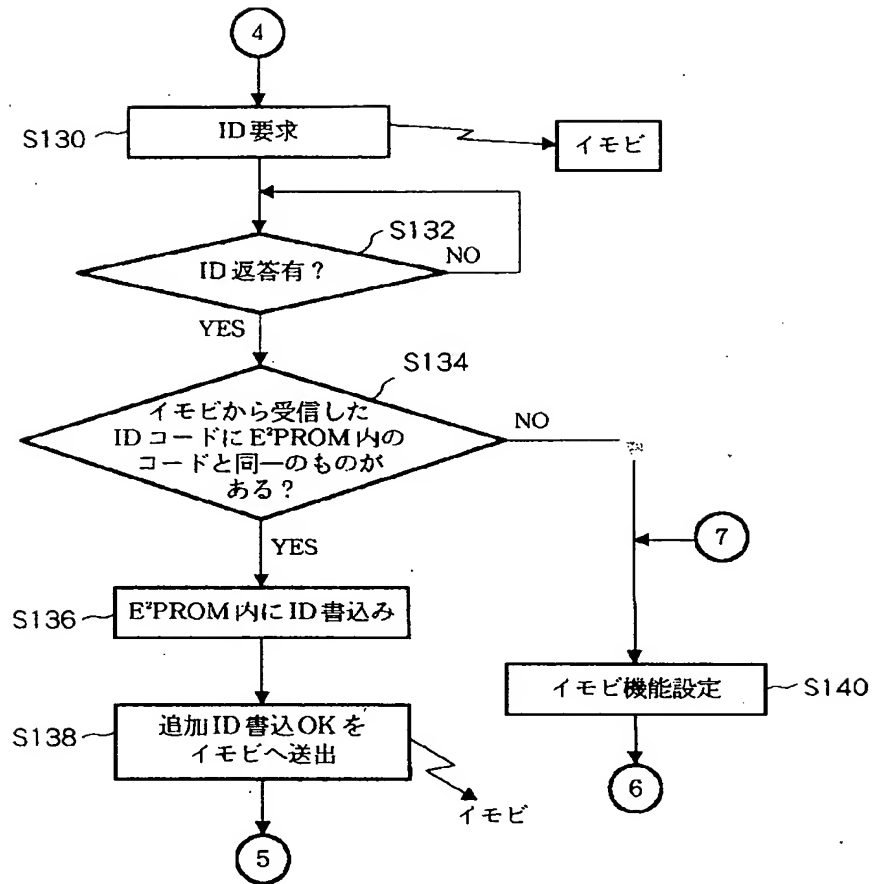 4
S130
ID要求
イモビ
S132
ID返答有?
NO
YES
S134
イモビから受信した
IDコードにE²PROM内の
コードと同一のものが
ある?
NO
7
YES
S136
E²PROM内にID書込み
イモビ機能設定
S140
S138
追加ID書込OKを
イモビへ送出
6
イモビ
5